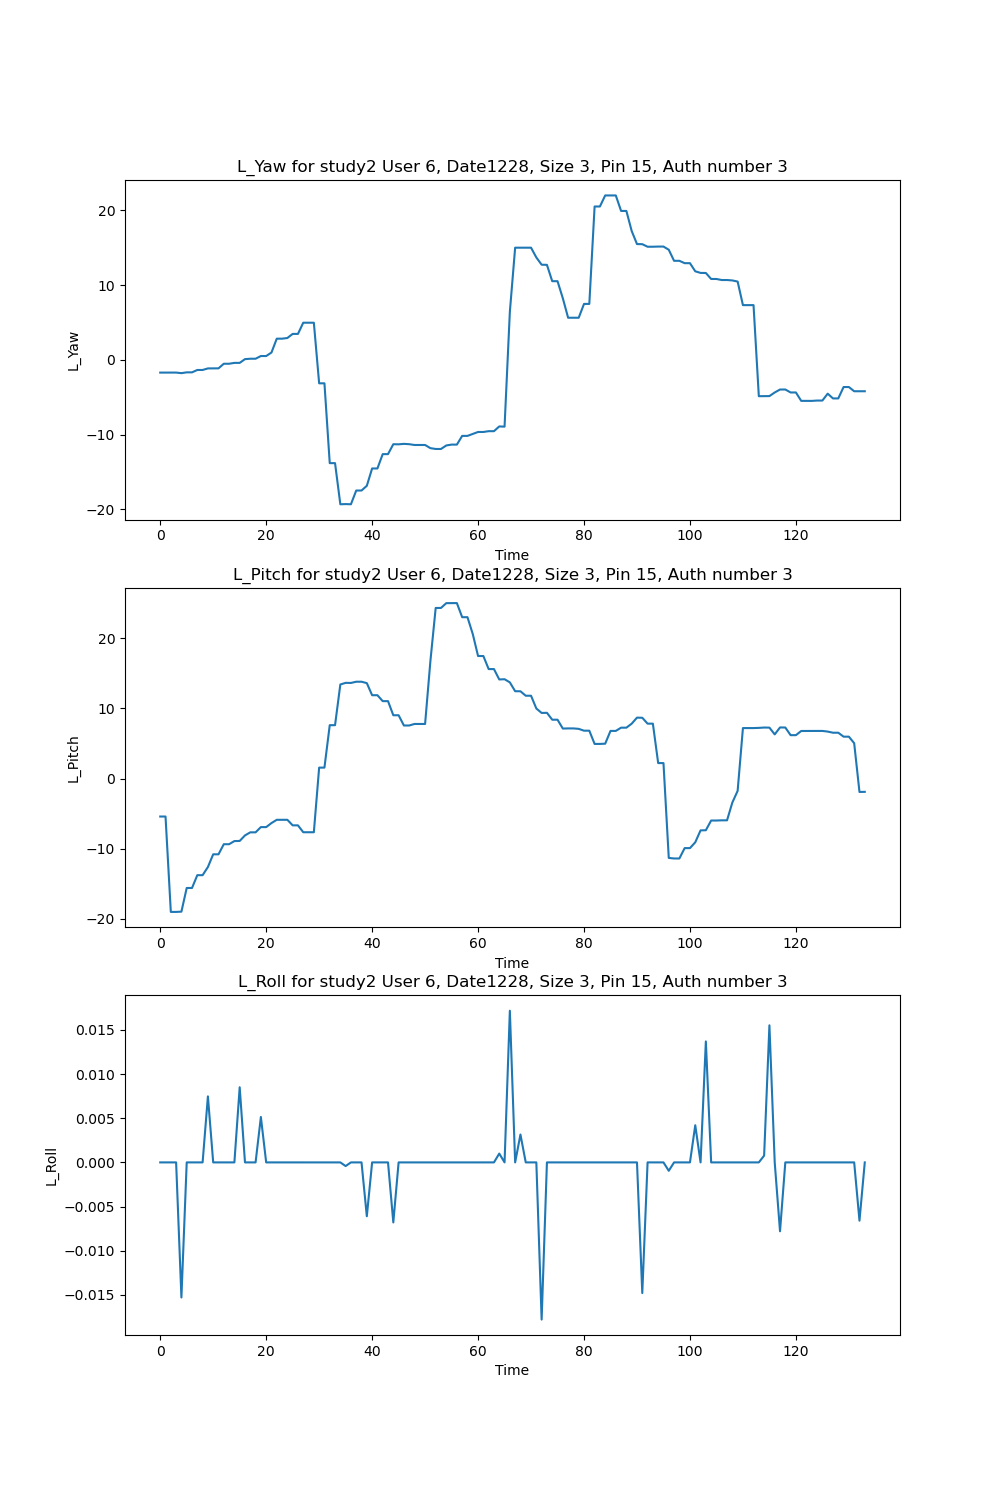 L_Yaw for study2 User 6, Date1228, Size 3, Pin 15, Auth number 3
20
10
0
−10
−20
L_Yaw
0 20 40 60 80 100 120
Time
L_Pitch for study2 User 6, Date1228, Size 3, Pin 15, Auth number 3
20
10
0
−10
−20
L_Pitch
0 20 40 60 80 100 120
Time
L_Roll for study2 User 6, Date1228, Size 3, Pin 15, Auth number 3
0.015
0.010
0.005
0.000
−0.005
−0.010
−0.015
L_Roll
0 20 40 60 80 100 120
Time